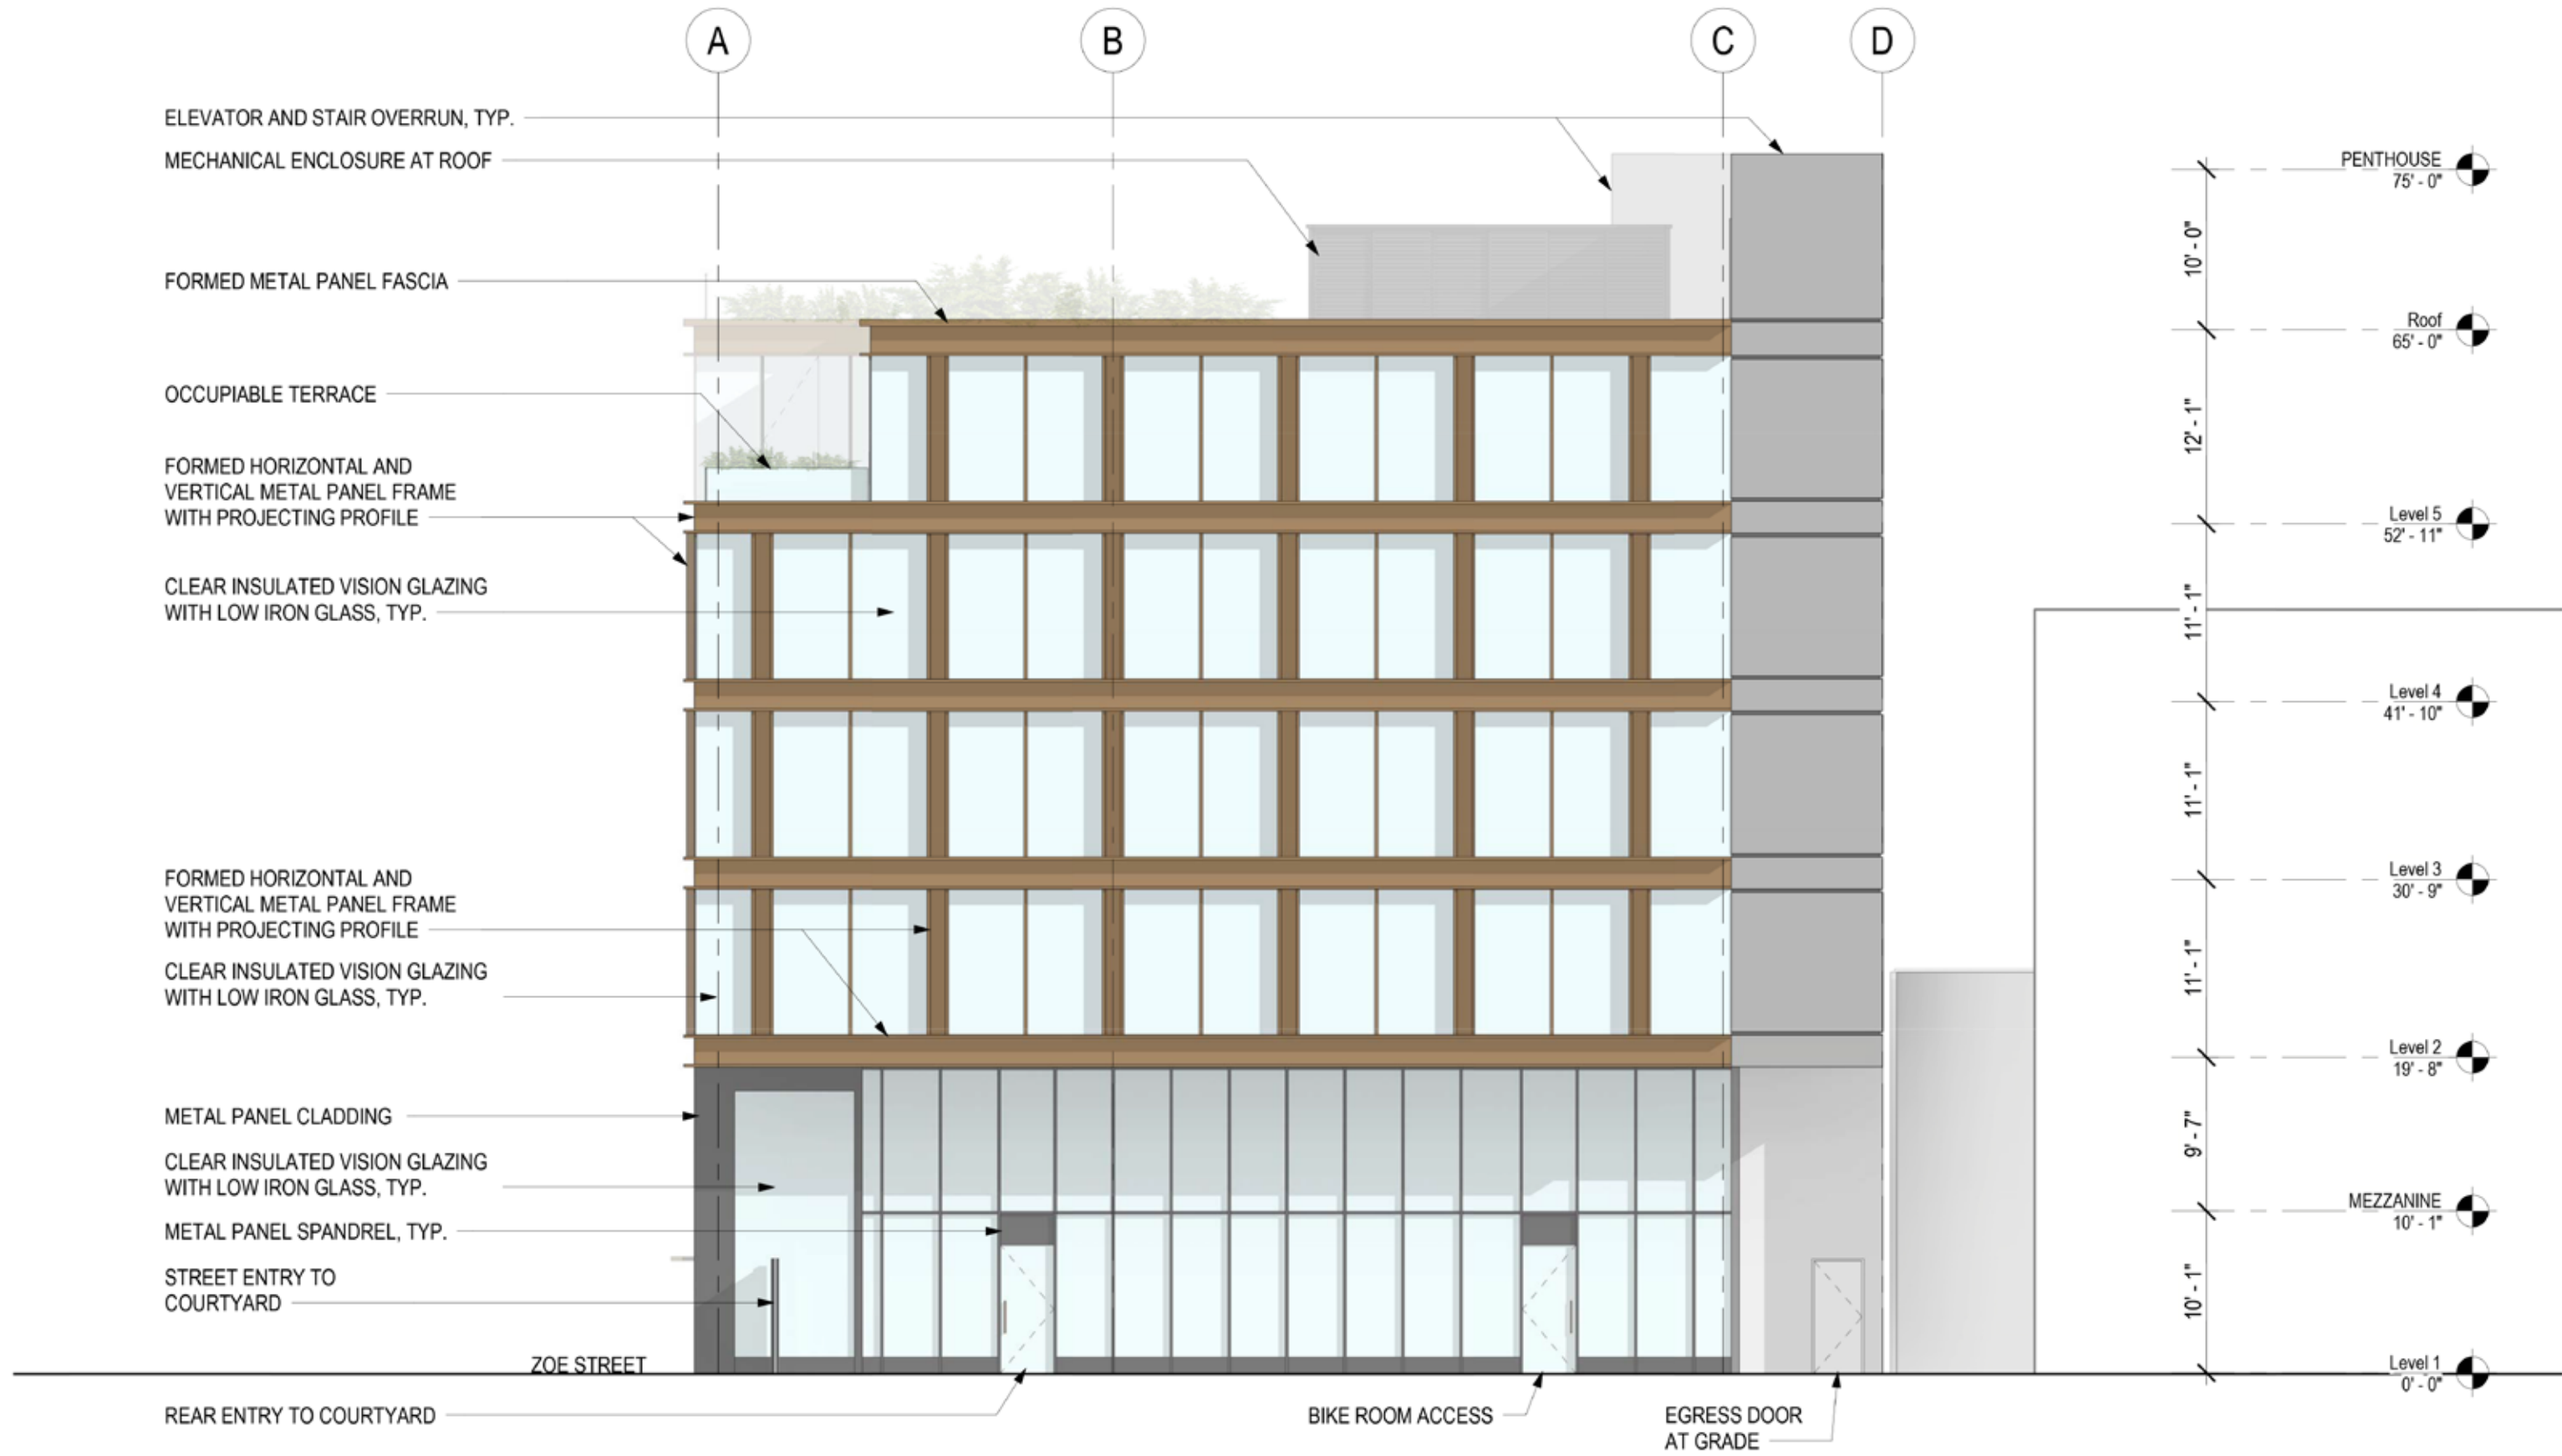 A
B
C
D
ELEVATOR AND STAIR OVERRUN, TYP.
MECHANICAL ENCLOSURE AT ROOF
FORMED METAL PANEL FASCIA
OCCUPIABLE TERRACE
FORMED HORIZONTAL AND
VERTICAL METAL PANEL FRAME
WITH PROJECTING PROFILE
CLEAR INSULATED VISION GLAZING
WITH LOW IRON GLASS, TYP.
FORMED HORIZONTAL AND
VERTICAL METAL PANEL FRAME
WITH PROJECTING PROFILE
CLEAR INSULATED VISION GLAZING
WITH LOW IRON GLASS, TYP.
METAL PANEL CLADDING
CLEAR INSULATED VISION GLAZING
WITH LOW IRON GLASS, TYP.
METAL PANEL SPANDREL, TYP.
STREET ENTRY TO
COURTYARD
ZOE STREET
REAR ENTRY TO COURTYARD
BIKE ROOM ACCESS
EGRESS DOOR
AT GRADE
10' - 0"
12' - 1"
11' - 1"
11' - 1"
11' - 1"
9' - 7"
10' - 1"
PENTHOUSE
75' - 0"
Roof
65' - 0"
Level 5
52' - 11"
Level 4
41' - 10"
Level 3
30' - 9"
Level 2
19' - 8"
MEZZANINE
10' - 1"
Level 1
0' - 0"